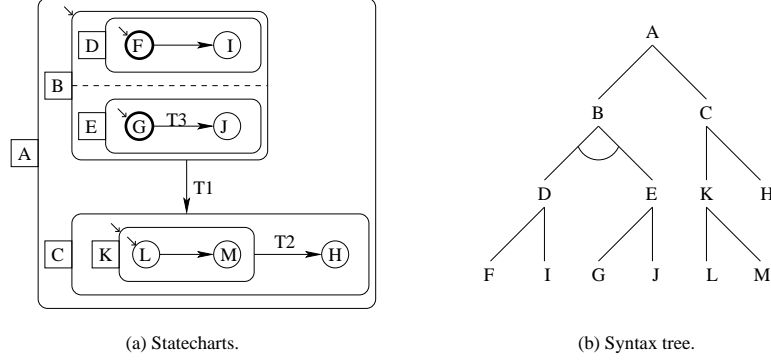 D
F
I
B
E
G
T3
J
A
T1
C
K
L
M
T2
H
(a) Statecharts.
A
B
C
D
E
K
H
F
I
G
J
L
M
(b) Syntax tree.